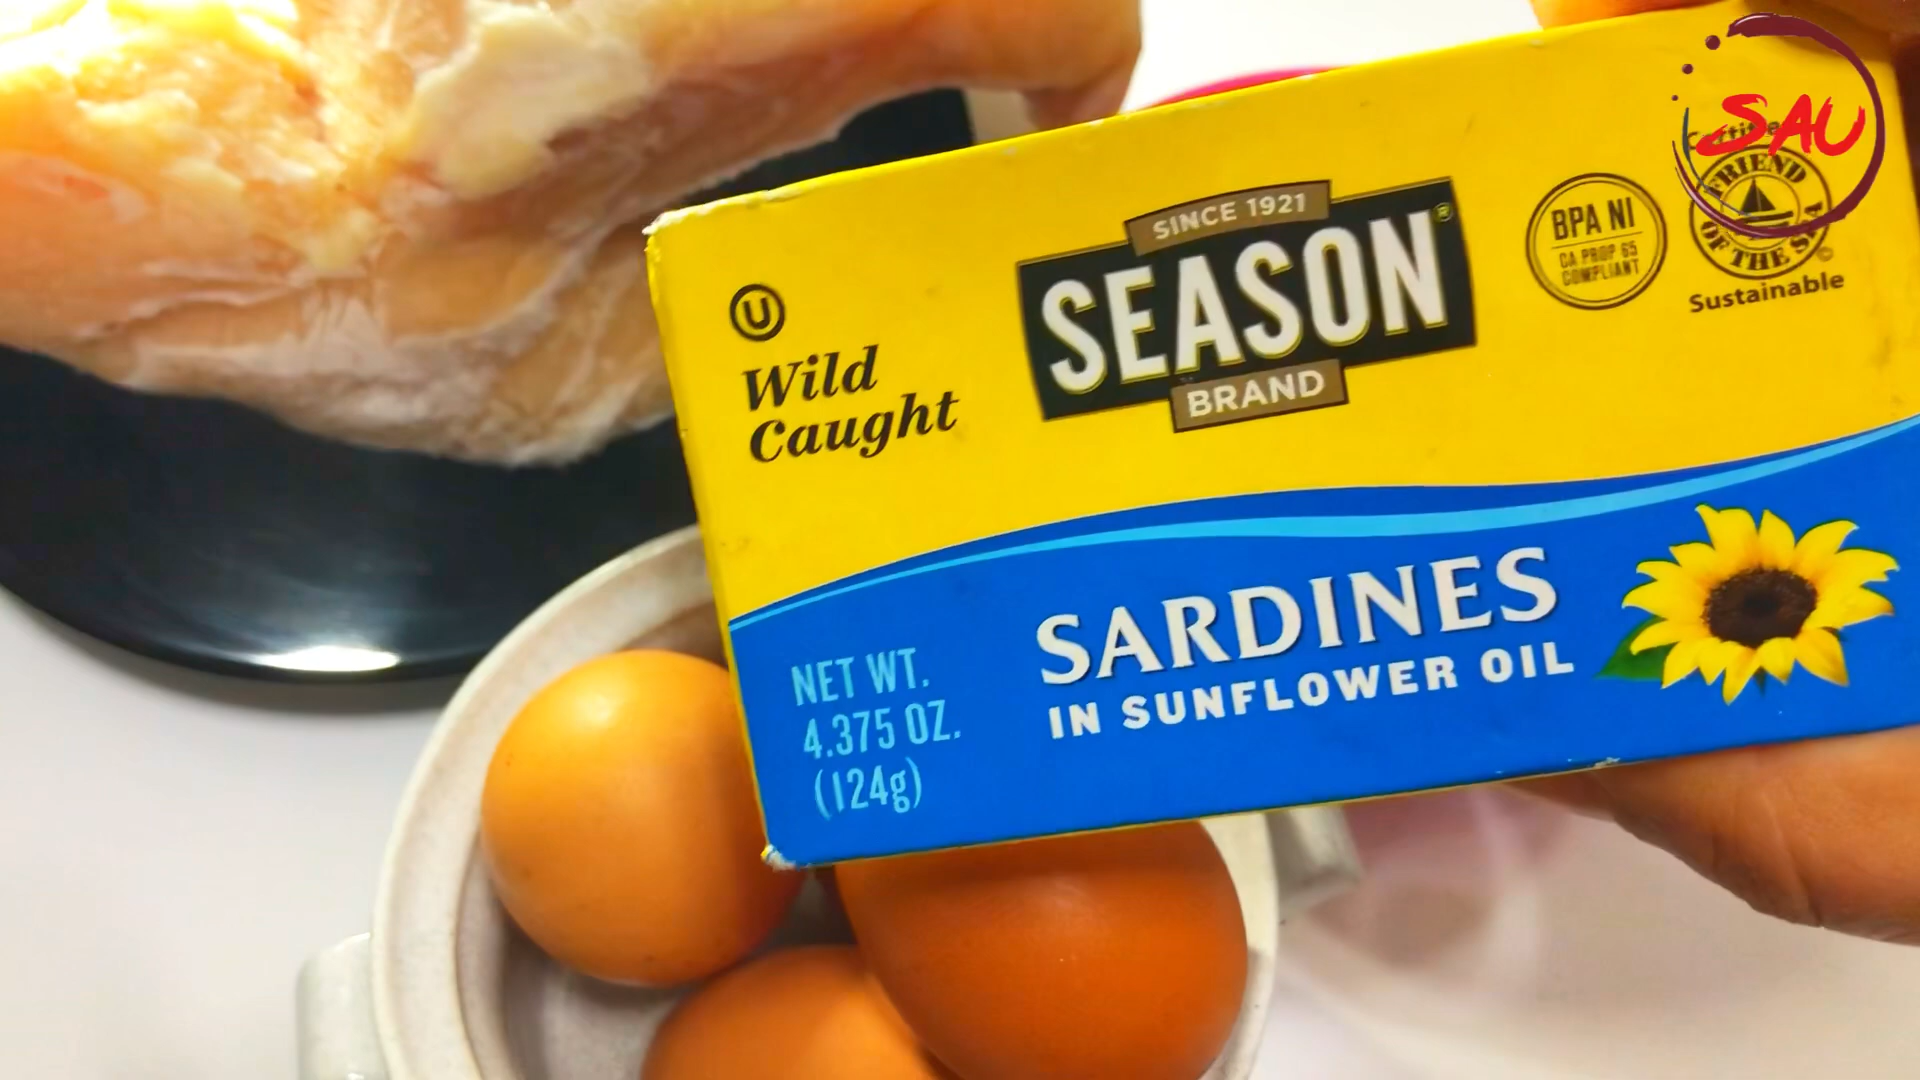 SAU
Certifie
FRIEND
OF THE SEA
©
Sustainable
BPA NI
CA PROP 65
COMPLIANT
SINCE 1921
SEASON®
BRAND
U
Wild
Caught
SARDINES
IN SUNFLOWER OIL
NET WT.
4.375 OZ.
(124g)